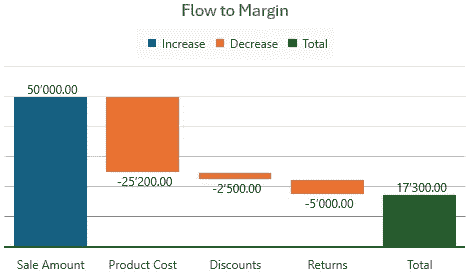 Flow to Margin
Increase Decrease Total
50’000.00
-25’200.00
-2’500.00
-5’000.00
17’300.00
Sale Amount Product Cost Discounts Returns Total